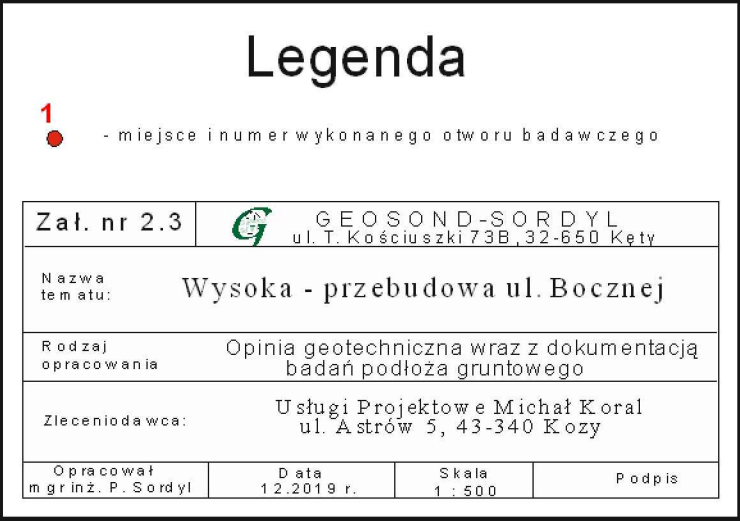 Legenda
1
- miejsce i numer wykonanego otworu badawczego
Zał. nr 2.3
GEOSOND-SORDYL
ul. T. Kościuszki 73B, 32-650 Kęty
Nazwa
tematu:
Wysoka - przebudowa ul. Bocznej
Rodzaj
opracowania
Opinia geotechniczna wraz z dokumentacją
badań podłoża gruntowego
Zleceniodawca:
Usługi Projektowe Michał Koral
ul. Astrów 5, 43-340 Kozy
Opracował
mgr inż. P. Sordyl
Data
12.2019 r.
Skala
1 : 500
Podpis